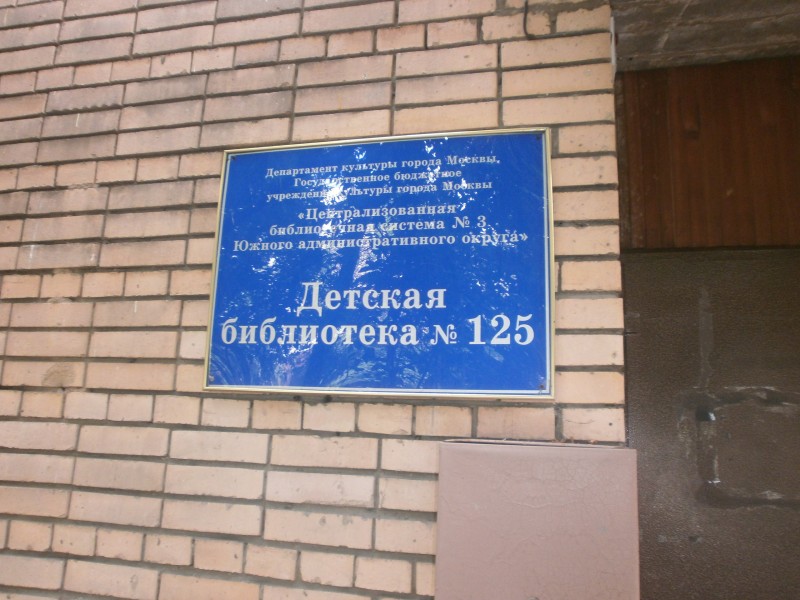 Департамент культуры города Москвы
Государственное бюджетное
учреждение культуры города Москвы
«Централизованная
библиотечная система № 3
Южного административного округа»
Детская
библиотека № 125